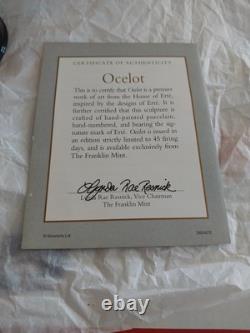 CERTIFICATE OF AUTHENTICITY
Ocelot
This is to certify that Ocelot is a premier
work of art from the House of Erté,
inspired by the designs of Erté. It is
further certified that this sculpture is
crafted of hand-painted porcelain,
hand-numbered, and bearing the sig-
nature mark of Erté. Ocelot is issued in
an edition strictly limited to 45 firing
days, and is available exclusively from
The Franklin Mint.
Lynda Rae Resnick
Lynda Rae Resnick, Vice Chairman
The Franklin Mint